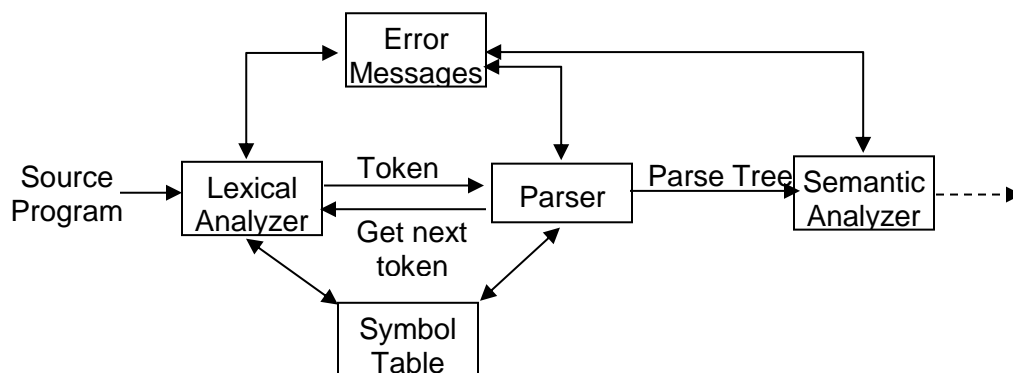 Error
Messages
Source
Program
Lexical
Analyzer
Token
Get next
token
Parser
Parse Tree
Semantic
Analyzer
Symbol
Table